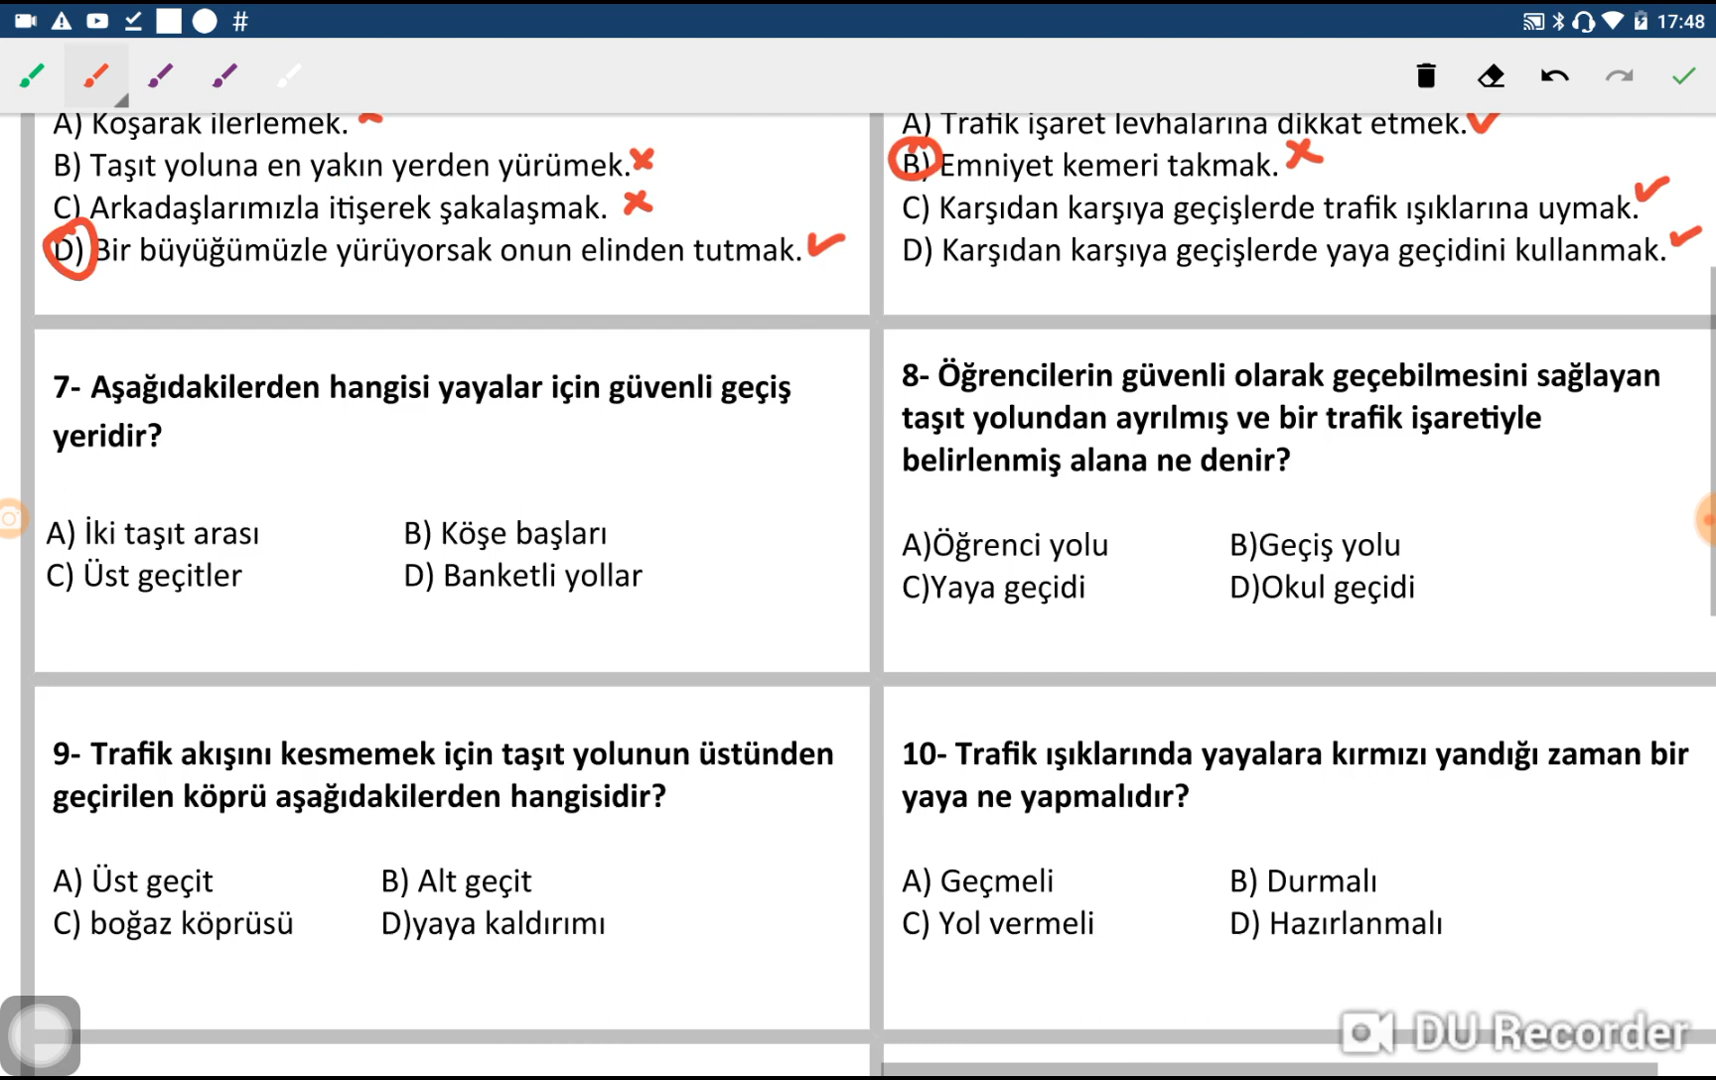 # 17:48
A) Koşarak ilerlemek.
B) Taşıt yoluna en yakın yerden yürümek.
C) Arkadaşlarımızla itişerek şakalaşmak.
D) Bir büyüğümüzle yürüyorsak onun elinden tutmak.
A) Trafik işaret levhalarına dikkat etmek.
B) Emniyet kemeri takmak.
C) Karşıdan karşıya geçişlerde trafik ışıklarına uymak.
D) Karşıdan karşıya geçişlerde yaya geçidini kullanmak.
7- Aşağıdakilerden hangisi yayalar için güvenli geçiş
yeridir?
A) İki taşıt arası B) Köşe başları
C) Üst geçitler D) Banketli yollar
8- Öğrencilerin güvenli olarak geçebilmesini sağlayan
taşıt yolundan ayrılmış ve bir trafik işaretiyle
belirlenmiş alana ne denir?
A)Öğrenci yolu B)Geçiş yolu
C)Yaya geçidi D)Okul geçidi
9- Trafik akışını kesmemek için taşıt yolunun üstünden
geçirilen köprü aşağıdakilerden hangisidir?
A) Üst geçit B) Alt geçit
C) boğaz köprüsü D)yaya kaldırımı
10- Trafik ışıklarında yayalara kırmızı yandığı zaman bir
yaya ne yapmalıdır?
A) Geçmeli B) Durmalı
C) Yol vermeli D) Hazırlanmalı
DU Recorder